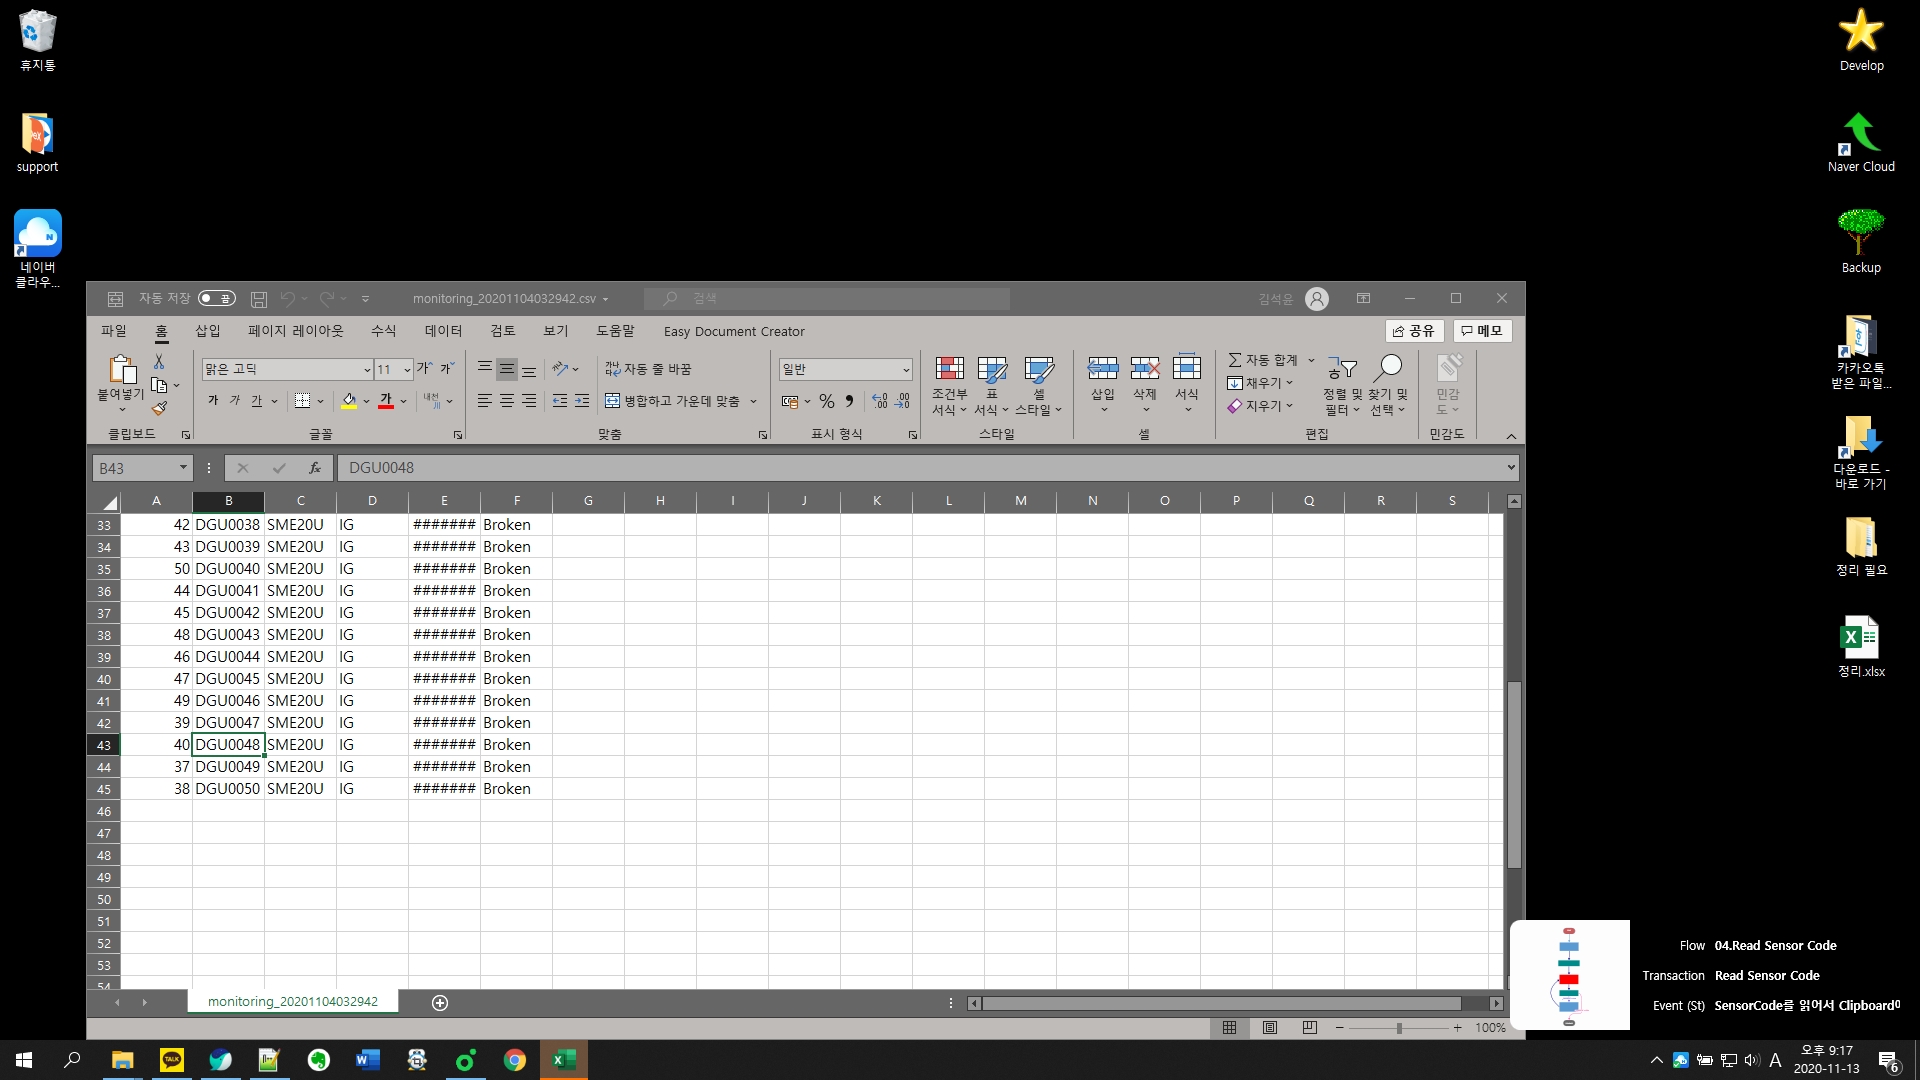 휴지통
support
네이버
클라우...
Develop
Naver Cloud
Backup
카카오톡
받은 파일...
다운로드 -
바로 가기
정리 필요
정리.xlsx
자동 저장 끔 monitoring_20201104032942.csv 검색 김석윤
파일 홈 삽입 페이지 레이아웃 수식 데이터 검토 보기 도움말 Easy Document Creator 공유 메모
붙여넣기
클립보드
맑은 고딕 11 가 가
가 가 가 가 내천
글꼴
자동 줄 바꿈
병합하고 가운데 맞춤
맞춤
일반
표시 형식
조건부 서식 표 서식 셀 스타일
스타일
삽입 삭제 서식
셀
자동 합계
채우기
지우기
정렬 및 필터 찾기 및 선택
편집
민감도
민감도
B43 fx DGU0048
A B C D E F G H I J K L M N O P Q R S
33 42 DGU0038 SME20U IG ####### Broken
34 43 DGU0039 SME20U IG ####### Broken
35 50 DGU0040 SME20U IG ####### Broken
36 44 DGU0041 SME20U IG ####### Broken
37 45 DGU0042 SME20U IG ####### Broken
38 48 DGU0043 SME20U IG ####### Broken
39 46 DGU0044 SME20U IG ####### Broken
40 47 DGU0045 SME20U IG ####### Broken
41 49 DGU0046 SME20U IG ####### Broken
42 39 DGU0047 SME20U IG ####### Broken
43 40 DGU0048 SME20U IG ####### Broken
44 37 DGU0049 SME20U IG ####### Broken
45 38 DGU0050 SME20U IG ####### Broken
46
47
48
49
50
51
52
53
54
monitoring_20201104032942
100%
Flow 04.Read Sensor Code
Transaction Read Sensor Code
Event (St) SensorCode를 읽어서 Clipboard에
TALK
A
오후 9:17
2020-11-13
6